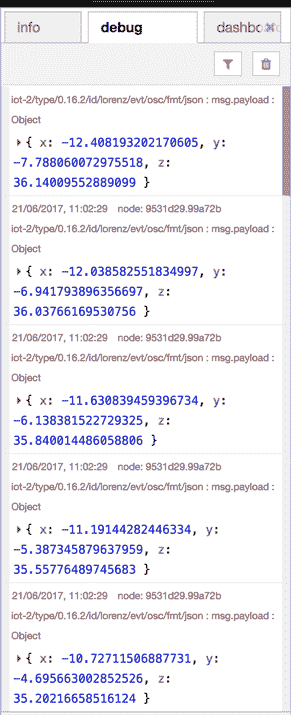 info debug dashbo
iot-2/type/0.16.2/id/lorenz/evt/osc/fmt/json : msg.payload :
Object
{ x: -12.408193202170605, y:
-7.788060072975518, z:
36.14009552889099 }
21/06/2017, 11:02:29 node: 9531d29.99a72b
iot-2/type/0.16.2/id/lorenz/evt/osc/fmt/json : msg.payload :
Object
{ x: -12.038582551834997, y:
-6.941793896356697, z:
36.03766169530756 }
21/06/2017, 11:02:29 node: 9531d29.99a72b
iot-2/type/0.16.2/id/lorenz/evt/osc/fmt/json : msg.payload :
Object
{ x: -11.630839459396734, y:
-6.138381522729325, z:
35.840014486058806 }
21/06/2017, 11:02:29 node: 9531d29.99a72b
iot-2/type/0.16.2/id/lorenz/evt/osc/fmt/json : msg.payload :
Object
{ x: -11.19144282446334, y:
-5.387345879637959, z:
35.55776489745683 }
21/06/2017, 11:02:29 node: 9531d29.99a72b
iot-2/type/0.16.2/id/lorenz/evt/osc/fmt/json : msg.payload :
Object
{ x: -10.72711506887731, y:
-4.695663002852526, z:
35.20216658516124 }